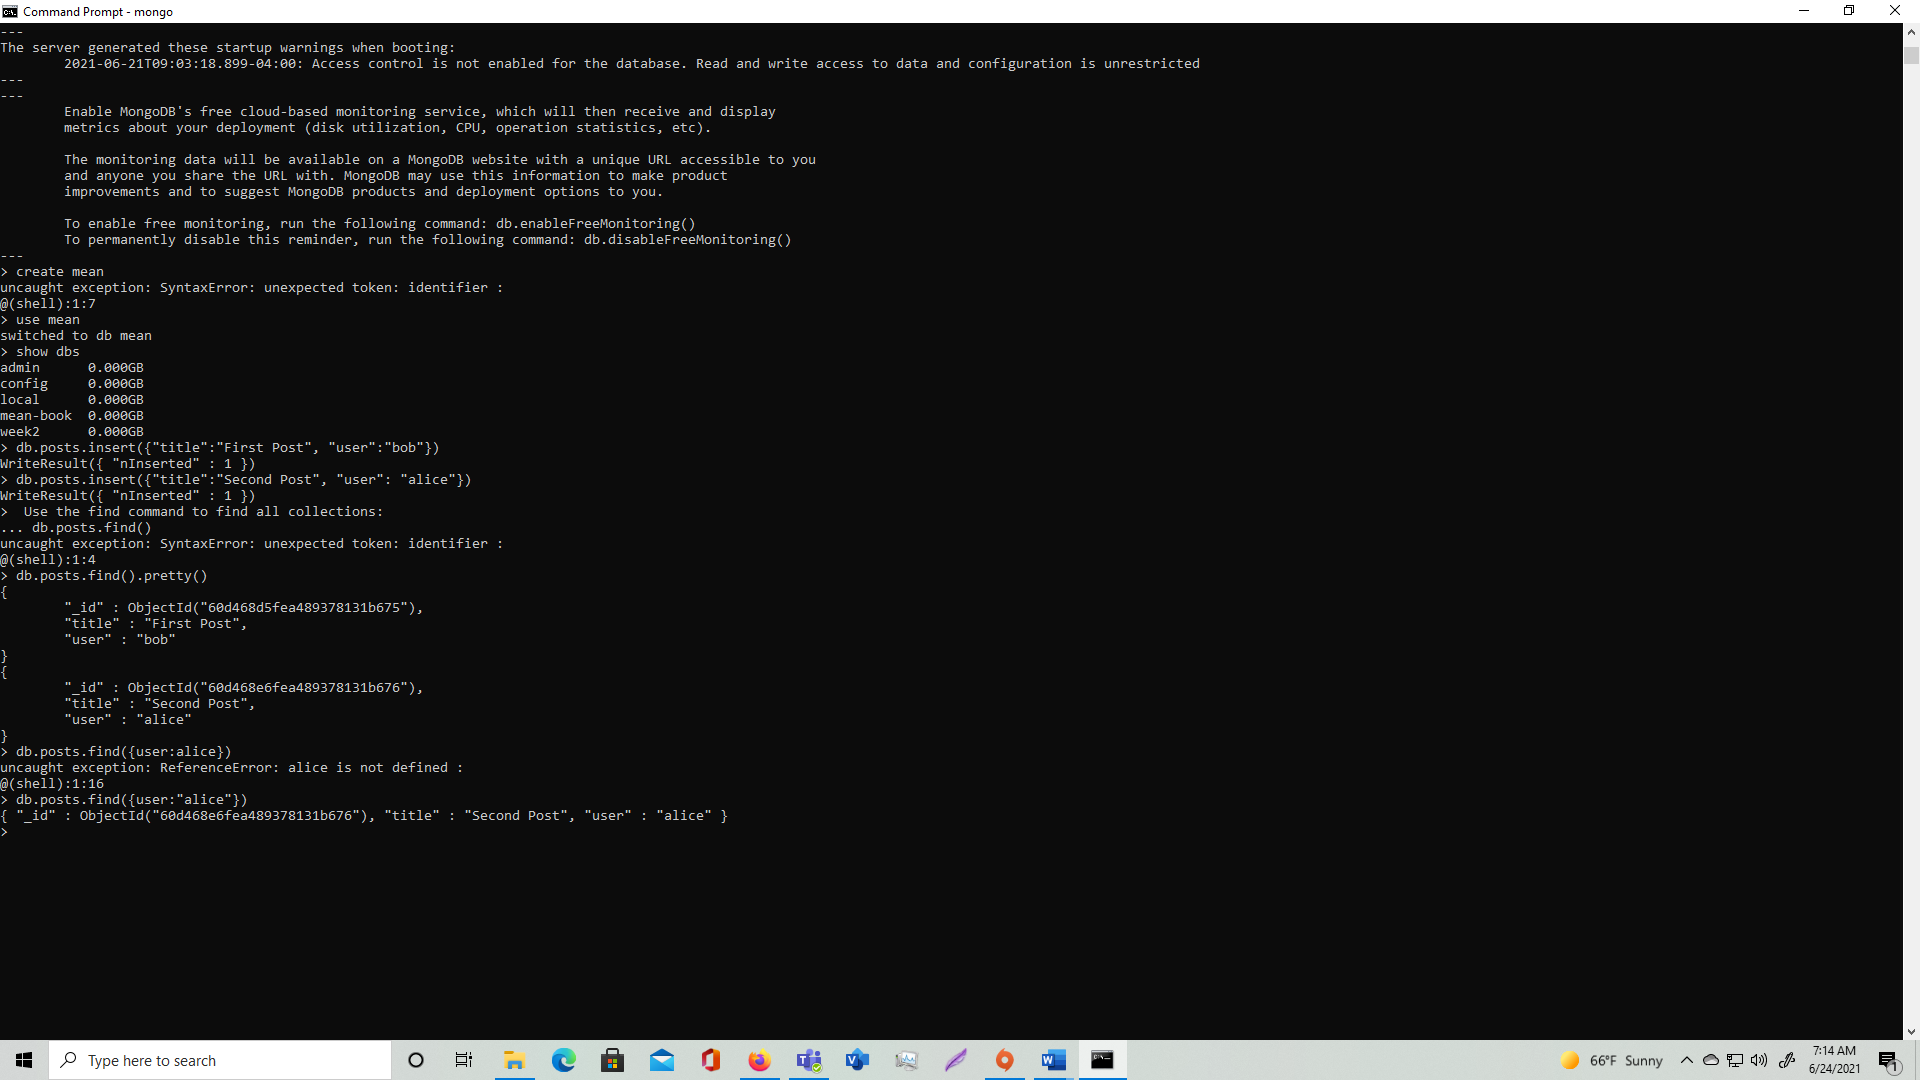 Command Prompt - mongo
---
The server generated these startup warnings when booting:
        2021-06-21T09:03:18.899-04:00: Access control is not enabled for the database. Read and write access to data and configuration is unrestricted
---
---
        Enable MongoDB's free cloud-based monitoring service, which will then receive and display
        metrics about your deployment (disk utilization, CPU, operation statistics, etc).

        The monitoring data will be available on a MongoDB website with a unique URL accessible to you
        and anyone you share the URL with. MongoDB may use this information to make product
        improvements and to suggest MongoDB products and deployment options to you.

        To enable free monitoring, run the following command: db.enableFreeMonitoring()
        To permanently disable this reminder, run the following command: db.disableFreeMonitoring()
---
> create mean
uncaught exception: SyntaxError: unexpected token: identifier :
@(shell):1:7
> use mean
switched to db mean
> show dbs
admin      0.000GB
config     0.000GB
local      0.000GB
mean-book  0.000GB
week2      0.000GB
> db.posts.insert({"title":"First Post", "user":"bob"})
WriteResult({ "nInserted" : 1 })
> db.posts.insert({"title":"Second Post", "user": "alice"})
WriteResult({ "nInserted" : 1 })
>  Use the find command to find all collections:
... db.posts.find()
uncaught exception: SyntaxError: unexpected token: identifier :
@(shell):1:4
> db.posts.find().pretty()
{
        "_id" : ObjectId("60d468d5fea489378131b675"),
        "title" : "First Post",
        "user" : "bob"
}
{
        "_id" : ObjectId("60d468e6fea489378131b676"),
        "title" : "Second Post",
        "user" : "alice"
}
> db.posts.find({user:alice})
uncaught exception: ReferenceError: alice is not defined :
@(shell):1:16
> db.posts.find({user:"alice"})
{ "_id" : ObjectId("60d468e6fea489378131b676"), "title" : "Second Post", "user" : "alice" }
>
Type here to search
66°F Sunny
7:14 AM
6/24/2021
1